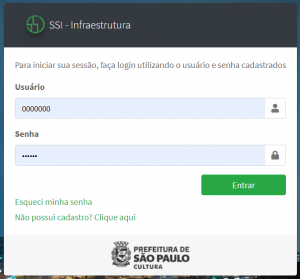 SSI - Infraestrutura
Para iniciar sua sessão, faça login utilizando o usuário e senha cadastrados
Usuário
0000000
Senha
••••••
Entrar
Esqueci minha senha
Não possui cadastro? Clique aqui
PREFEITURA DE
SÃO PAULO
CULTURA